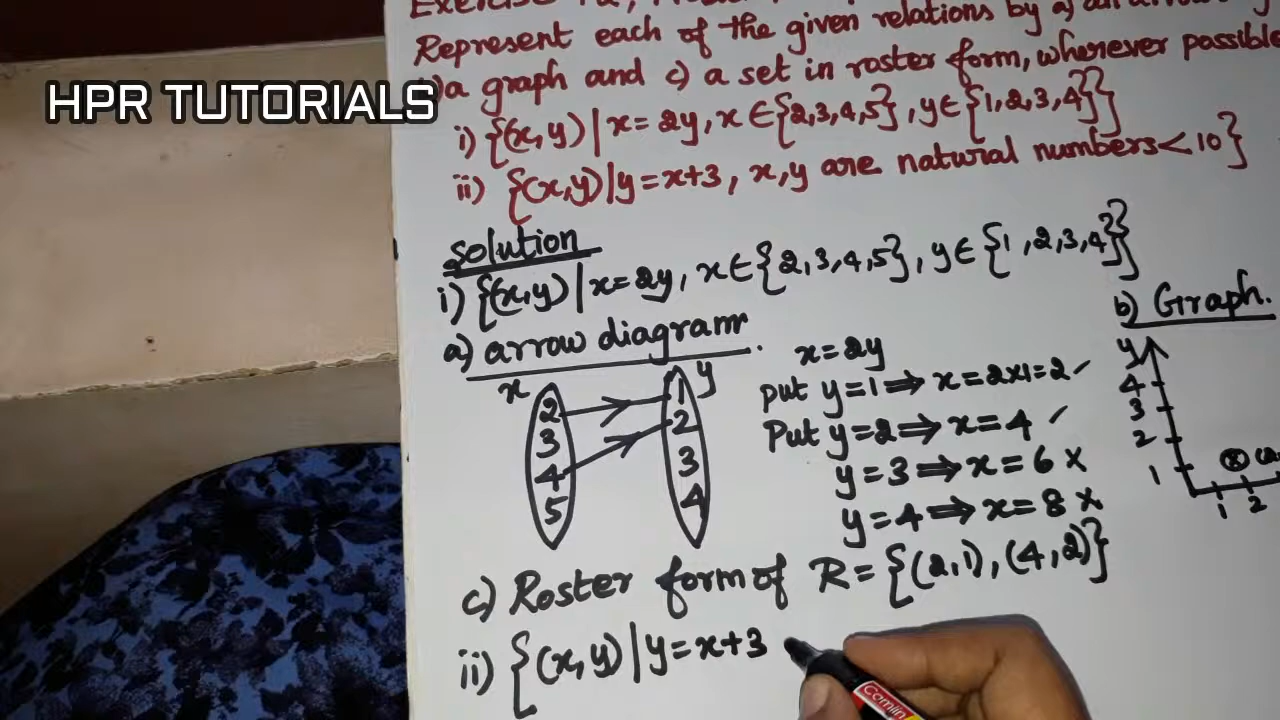 HPR TUTORIALS
Represent each of the given relations by a) an arrow
a graph and c) a set in roster form, wherever possible
i) {(x,y) | x = 2y, x ∈ {2,3,4,5}, y ∈ {1,2,3,4}}
ii) {(x,y) | y = x+3, x,y are natural numbers < 10}
solution
i) {(x,y) | x = 2y, x ∈ {2,3,4,5}, y ∈ {1,2,3,4}}
a) arrow diagram.
x y
2 1
3 2
4 3
5 4
x = 2y
put y = 1 ⇒ x = 2×1 = 2 ✓
Put y = 2 ⇒ x = 4 ✓
y = 3 ⇒ x = 6 ×
y = 4 ⇒ x = 8 ×
b) Graph.
y
4
3
2
1
1 2
c) Roster form of R = {(2,1), (4,2)}
ii) {(x,y) | y = x+3
Camlin